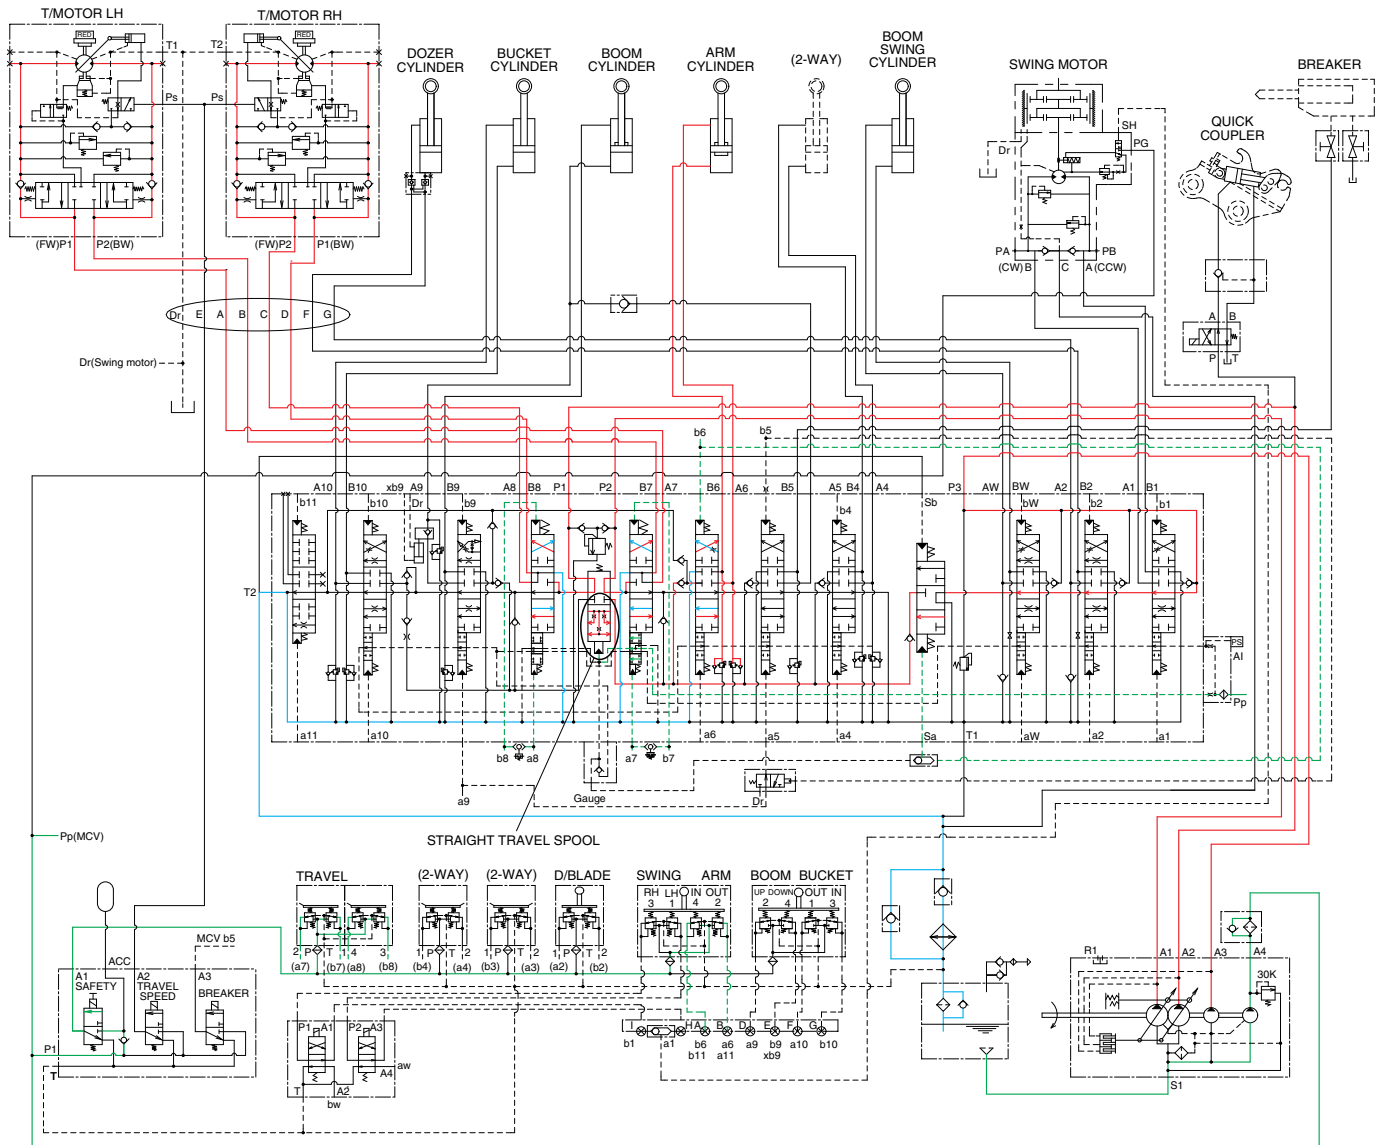 T/MOTOR LH
T/MOTOR RH
RED
RED
T1
T2
Ps
Ps
(FW)P1
P2(BW)
(FW)P2
P1(BW)
DOZER
CYLINDER
BUCKET
CYLINDER
BOOM
CYLINDER
ARM
CYLINDER
(2-WAY)
BOOM
SWING
CYLINDER
SWING MOTOR
BREAKER
QUICK
COUPLER
SH
PG
Dr
PA
PB
(CW)
B
C
A
(CCW)
A
B
P
T
Dr
E
A
B
C
D
F
G
Dr(Swing motor)
b6
b5
A10
B10
xb9
A9
B9
A8
B8
P1
P2
B7
A7
B6
A6
B5
A5
B4
A4
P3
AW
BW
A2
B2
A1
B1
b11
b10
Dr
b9
b4
Sb
bW
b2
b1
T2
PS
AI
Pp
a11
a10
b8
a8
a7
b7
a6
a5
a4
Sa
T1
aW
a2
a1
a9
Gauge
Dr
STRAIGHT TRAVEL SPOOL
Pp(MCV)
TRAVEL
(2-WAY)
(2-WAY)
D/BLADE
SWING
ARM
BOOM
BUCKET
RH
LH
IN
OUT
UP
DOWN
OUT
IN
3
1
4
2
2
4
1
3
2
P
T
1
4
3
1
P
T
2
1
P
T
2
1
P
T
2
(a7)
(b7)
(a8)
(b8)
(b4)
(a4)
(b3)
(a3)
(a2)
(b2)
MCV b5
ACC
A1
A2
A3
SAFETY
TRAVEL
SPEED
BREAKER
P1
T
P1
A1
P2
A3
A4
aw
T
A2
bw
I
H
A
B
D
E
F
G
b1
a1
b6
a6
a9
b9
a10
b10
b11
a11
xb9
R1
A1
A2
A3
A4
30K
S1